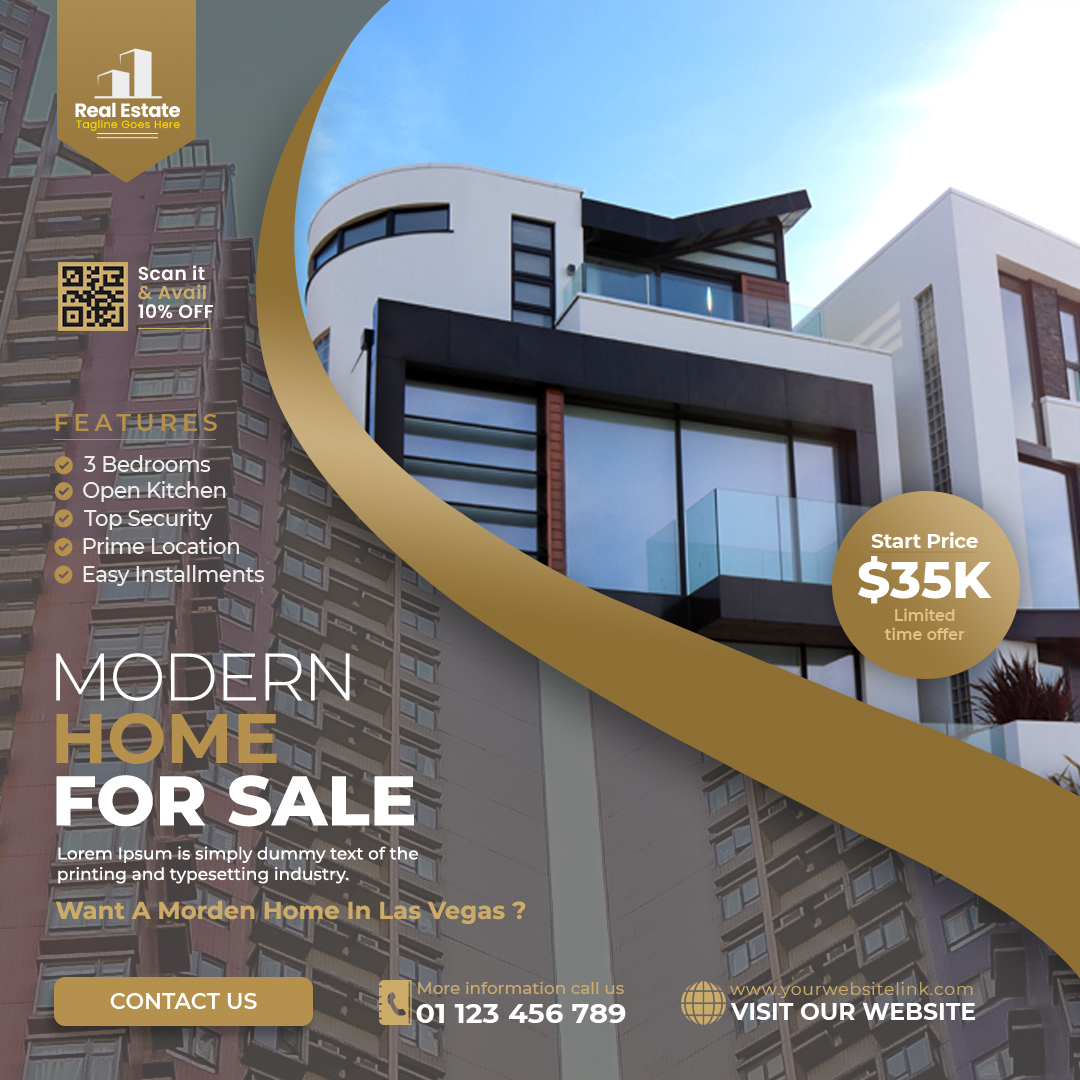 Real Estate
Tagline Goes Here
Scan it
& Avail
10% OFF
FEATURES
3 Bedrooms
Open Kitchen
Top Security
Prime Location
Easy Installments
Start Price
$35K
Limited
time offer
MODERN
HOME
FOR SALE
Lorem Ipsum is simply dummy text of the
printing and typesetting industry.
Want A Morden Home In Las Vegas ?
CONTACT US
More information call us
01 123 456 789
www.yourwebsitelink.com
VISIT OUR WEBSITE